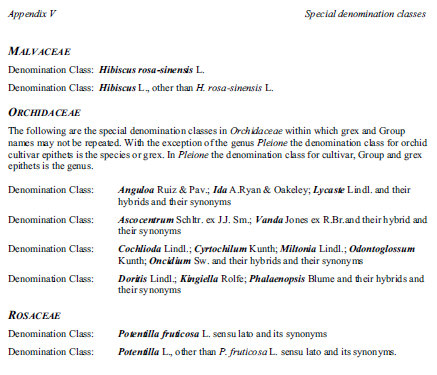 Appendix V Special denomination classes
MALVACEAE
Denomination Class: Hibiscus rosa-sinensis L.
Denomination Class: Hibiscus L., other than H. rosa-sinensis L.
ORCHIDACEAE
The following are the special denomination classes in Orchidaceae within which grex and Group
names may not be repeated. With the exception of the genus Pleione the denomination class for orchid
cultivar epithets is the species or grex. In Pleione the denomination class for cultivar, Group and grex
epithets is the genus.
Denomination Class: Anguloa Ruiz & Pav.; Ida A.Ryan & Oakeley; Lycaste Lindl. and their
hybrids and their synonyms
Denomination Class: Ascocentrum Schltr. ex J.J. Sm.; Vanda Jones ex R.Br.and their hybrid and
their synonyms
Denomination Class: Cochlioda Lindl.; Cyrtochilum Kunth; Miltonia Lindl.; Odontoglossum
Kunth; Oncidium Sw. and their hybrids and their synonyms
Denomination Class: Doritis Lindl.; Kingiella Rolfe; Phalaenopsis Blume and their hybrids and
their synonyms
ROSACEAE
Denomination Class: Potentilla fruticosa L. sensu lato and its synonyms
Denomination Class: Potentilla L., other than P. fruticosa L. sensu lato and its synonyms.